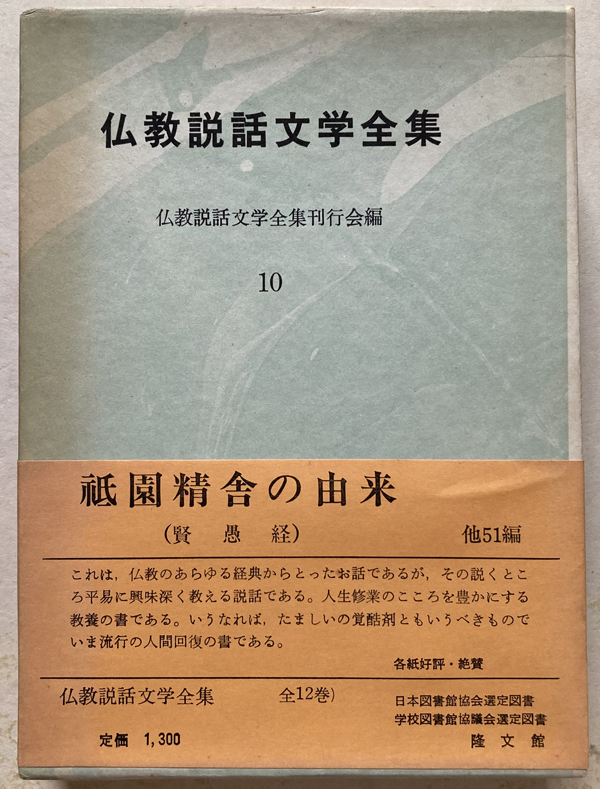 仏教説話文学全集
仏教説話文学全集刊行会編
10
祇園精舎の由来
(賢愚経) 他51編
これは，仏教のあらゆる経典からとったお話であるが，その説くとこ
ろ平易に興味深く教える説話である。人生修業のこころを豊かにする
教養の書である。いうなれば，たましいの覚酷剤ともいうべきもので
いま流行の人間回復の書である。
各紙好評・絶賛
仏教説話文学全集 全12巻)
日本図書館協会選定図書
学校図書館協議会選定図書
定価 1,300 隆文館